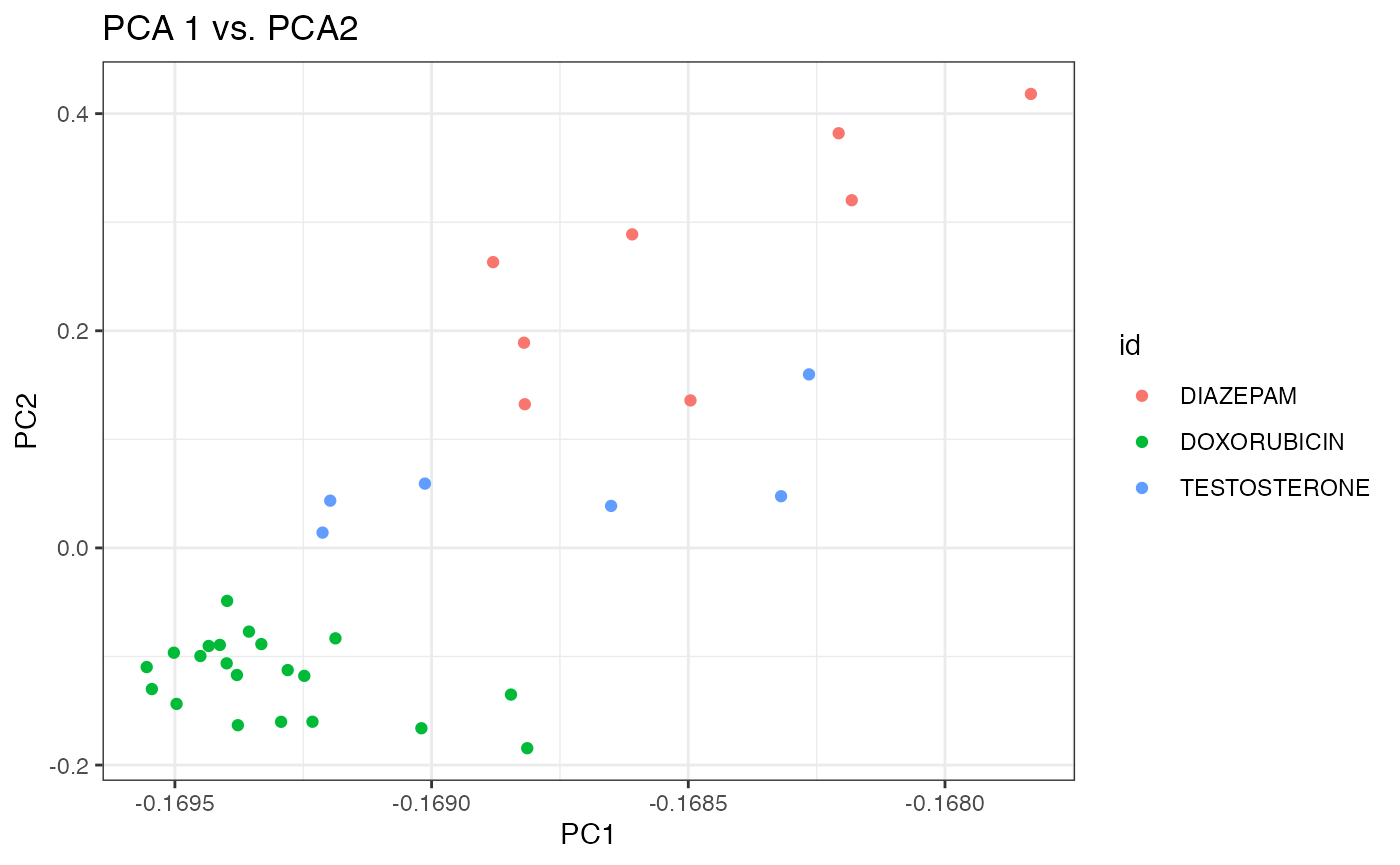 PCA 1 vs. PCA2
0.4
0.2
0.0
-0.2
PC2
-0.1695 -0.1690 -0.1685 -0.1680
PC1
id
DIAZEPAM
DOXORUBICIN
TESTOSTERONE